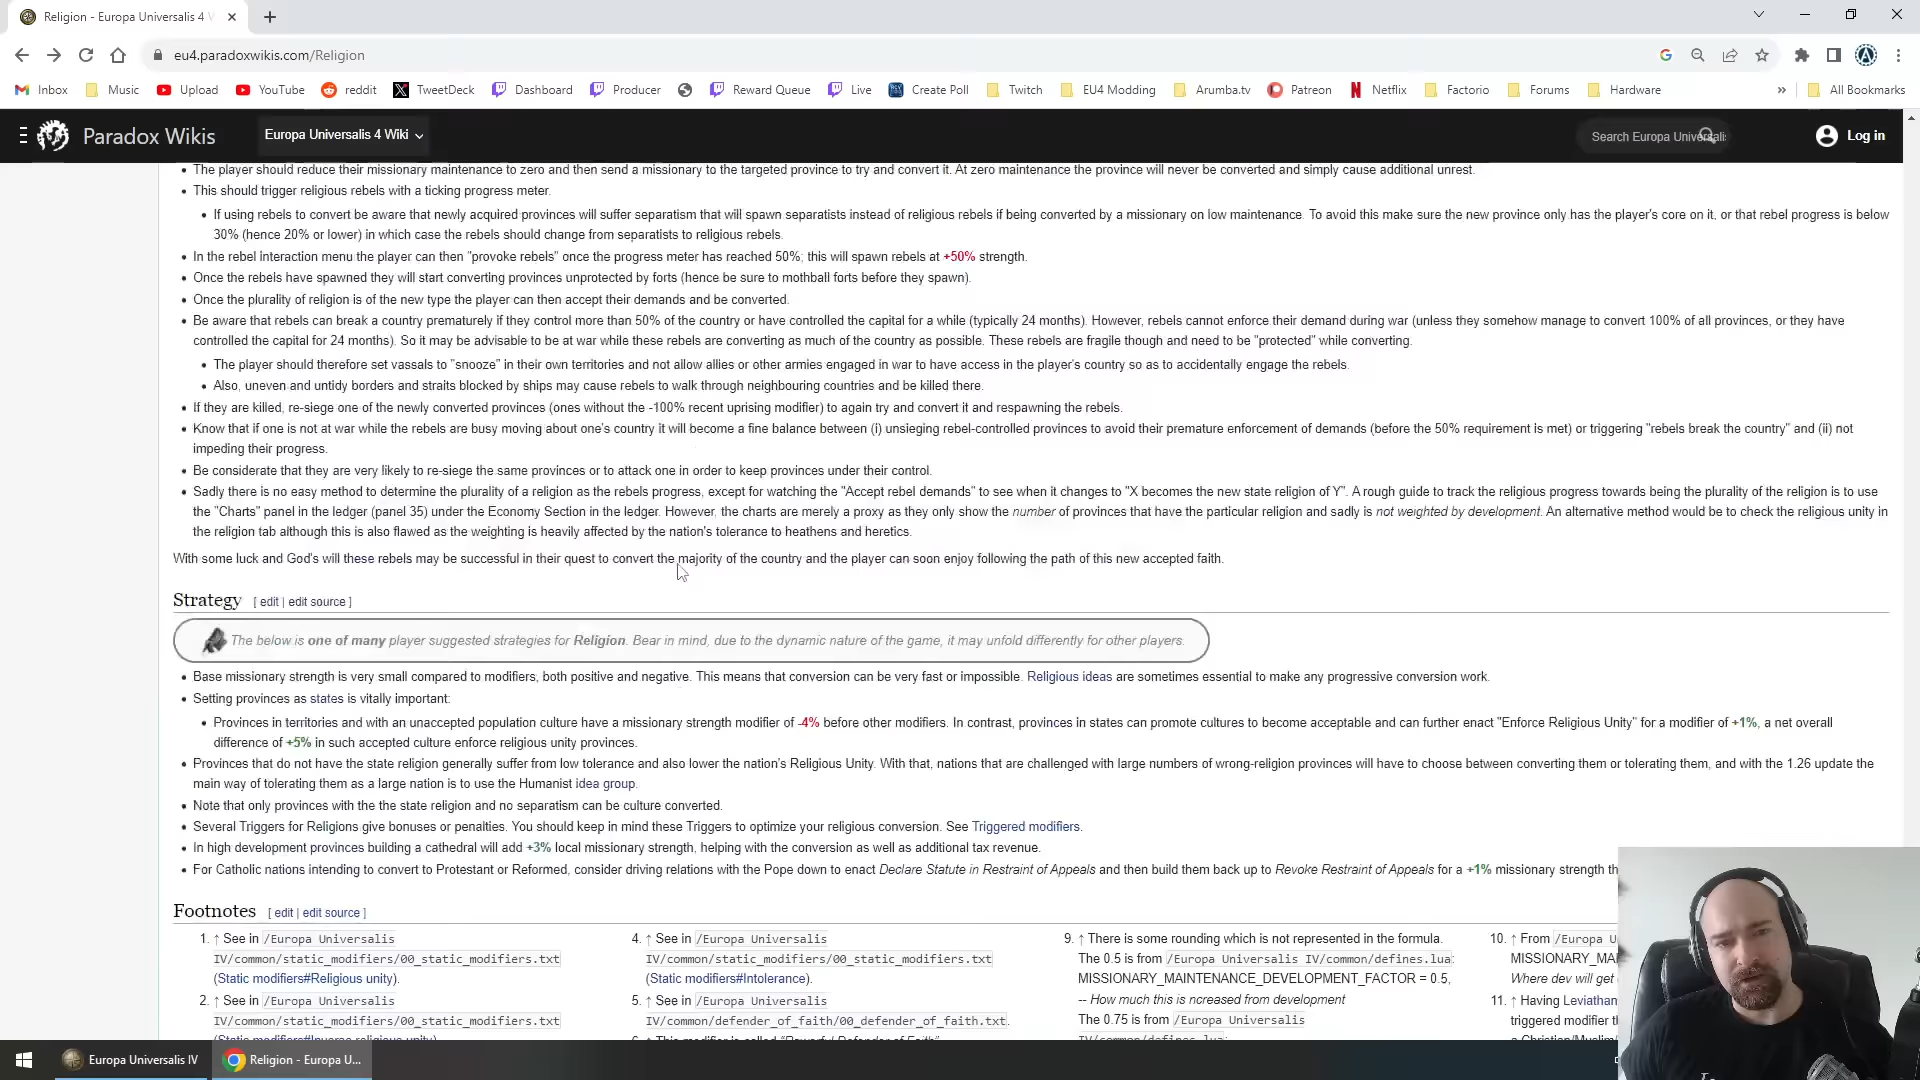 Religion - Europa Universalis 4 W
eu4.paradoxwikis.com/Religion
Inbox Music Upload YouTube reddit TweetDeck Dashboard Producer Reward Queue Live Create Poll Twitch EU4 Modding Arumba.tv Patreon Netflix Factorio Forums Hardware » All Bookmarks
Paradox Wikis Europa Universalis 4 Wiki Search Europa Universali Log in
The player should reduce their missionary maintenance to zero and then send a missionary to the targeted province to try and convert it. At zero maintenance the province will never be converted and simply cause additional unrest.
This should trigger religious rebels with a ticking progress meter.
If using rebels to convert be aware that newly acquired provinces will suffer separatism that will spawn separatists instead of religious rebels if being converted by a missionary on low maintenance. To avoid this make sure the new province only has the player's core on it, or that rebel progress is below
30% (hence 20% or lower) in which case the rebels should change from separatists to religious rebels.
In the rebel interaction menu the player can then "provoke rebels" once the progress meter has reached 50%; this will spawn rebels at +50% strength.
Once the rebels have spawned they will start converting provinces unprotected by forts (hence be sure to mothball forts before they spawn).
Once the plurality of religion is of the new type the player can then accept their demands and be converted.
Be aware that rebels can break a country prematurely if they control more than 50% of the country or have controlled the capital for a while (typically 24 months). However, rebels cannot enforce their demand during war (unless they somehow manage to convert 100% of all provinces, or they have
controlled the capital for 24 months). So it may be advisable to be at war while these rebels are converting as much of the country as possible. These rebels are fragile though and need to be "protected" while converting.
The player should therefore set vassals to "snooze" in their own territories and not allow allies or other armies engaged in war to have access in the player's country so as to accidentally engage the rebels.
Also, uneven and untidy borders and straits blocked by ships may cause rebels to walk through neighbouring countries and be killed there.
If they are killed, re-siege one of the newly converted provinces (ones without the -100% recent uprising modifier) to again try and convert it and respawning the rebels.
Know that if one is not at war while the rebels are busy moving about one's country it will become a fine balance between (i) unsieging rebel-controlled provinces to avoid their premature enforcement of demands (before the 50% requirement is met) or triggering "rebels break the country" and (ii) not
impeding their progress.
Be considerate that they are very likely to re-siege the same provinces or to attack one in order to keep provinces under their control.
Sadly there is no easy method to determine the plurality of a religion as the rebels progress, except for watching the "Accept rebel demands" to see when it changes to "X becomes the new state religion of Y". A rough guide to track the religious progress towards being the plurality of the religion is to use
the "Charts" panel in the ledger (panel 35) under the Economy Section in the ledger. However, the charts are merely a proxy as they only show the number of provinces that have the particular religion and sadly is not weighted by development. An alternative method would be to check the religious unity in
the religion tab although this is also flawed as the weighting is heavily affected by the nation's tolerance to heathens and heretics.
With some luck and God's will these rebels may be successful in their quest to convert the majority of the country and the player can soon enjoy following the path of this new accepted faith.
Strategy [ edit | edit source ]
The below is one of many player suggested strategies for Religion. Bear in mind, due to the dynamic nature of the game, it may unfold differently for other players.
Base missionary strength is very small compared to modifiers, both positive and negative. This means that conversion can be very fast or impossible. Religious ideas are sometimes essential to make any progressive conversion work.
Setting provinces as states is vitally important:
Provinces in territories and with an unaccepted population culture have a missionary strength modifier of -4% before other modifiers. In contrast, provinces in states can promote cultures to become acceptable and can further enact "Enforce Religious Unity" for a modifier of +1%, a net overall
difference of +5% in such accepted culture enforce religious unity provinces.
Provinces that do not have the state religion generally suffer from low tolerance and also lower the nation's Religious Unity. With that, nations that are challenged with large numbers of wrong-religion provinces will have to choose between converting them or tolerating them, and with the 1.26 update the
main way of tolerating them as a large nation is to use the Humanist idea group.
Note that only provinces with the the state religion and no separatism can be culture converted.
Several Triggers for Religions give bonuses or penalties. You should keep in mind these Triggers to optimize your religious conversion. See Triggered modifiers.
In high development provinces building a cathedral will add +3% local missionary strength, helping with the conversion as well as additional tax revenue.
For Catholic nations intending to convert to Protestant or Reformed, consider driving relations with the Pope down to enact Declare Statute in Restraint of Appeals and then build them back up to Revoke Restraint of Appeals for a +1% missionary strength th
Footnotes [ edit | edit source ]
1. ↑ See in /Europa Universalis
IV/common/static_modifiers/00_static_modifiers.txt
(Static modifiers#Religious unity).
2. ↑ See in /Europa Universalis
IV/common/static_modifiers/00_static_modifiers.txt
4. ↑ See in /Europa Universalis
IV/common/static_modifiers/00_static_modifiers.txt
(Static modifiers#Intolerance).
5. ↑ See in /Europa Universalis
IV/common/defender_of_faith/00_defender_of_faith.txt.
9. ↑ There is some rounding which is not represented in the formula.
The 0.5 is from /Europa Universalis IV/common/defines.lua:
MISSIONARY_MAINTENANCE_DEVELOPMENT_FACTOR = 0.5,
-- How much this is ncreased from development
The 0.75 is from /Europa Universalis
IV/common/defines.lua:
10. ↑ From /Europa U
MISSIONARY_MA
Where dev will get
11. ↑ Having Leviathan
triggered modifier t
Europa Universalis IV Religion - Europa U...